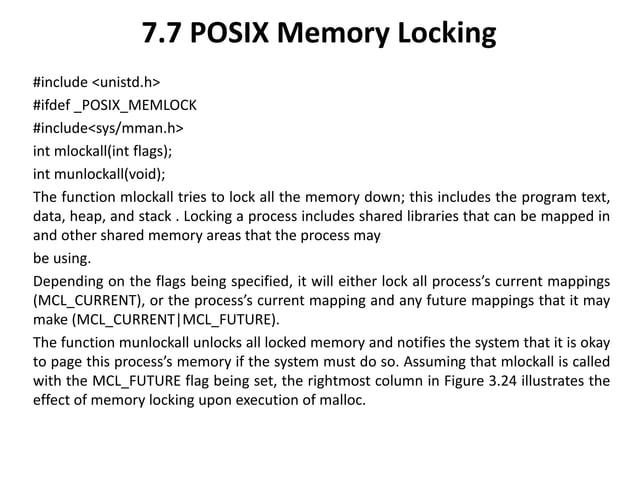 7.7 POSIX Memory Locking
#include <unistd.h>
#ifdef _POSIX_MEMLOCK
#include<sys/mman.h>
int mlockall(int flags);
int munlockall(void);
The function mlockall tries to lock all the memory down; this includes the program text,
data, heap, and stack . Locking a process includes shared libraries that can be mapped in
and other shared memory areas that the process may
be using.
Depending on the flags being specified, it will either lock all process’s current mappings
(MCL_CURRENT), or the process’s current mapping and any future mappings that it may
make (MCL_CURRENT|MCL_FUTURE).
The function munlockall unlocks all locked memory and notifies the system that it is okay
to page this process’s memory if the system must do so. Assuming that mlockall is called
with the MCL_FUTURE flag being set, the rightmost column in Figure 3.24 illustrates the
effect of memory locking upon execution of malloc.